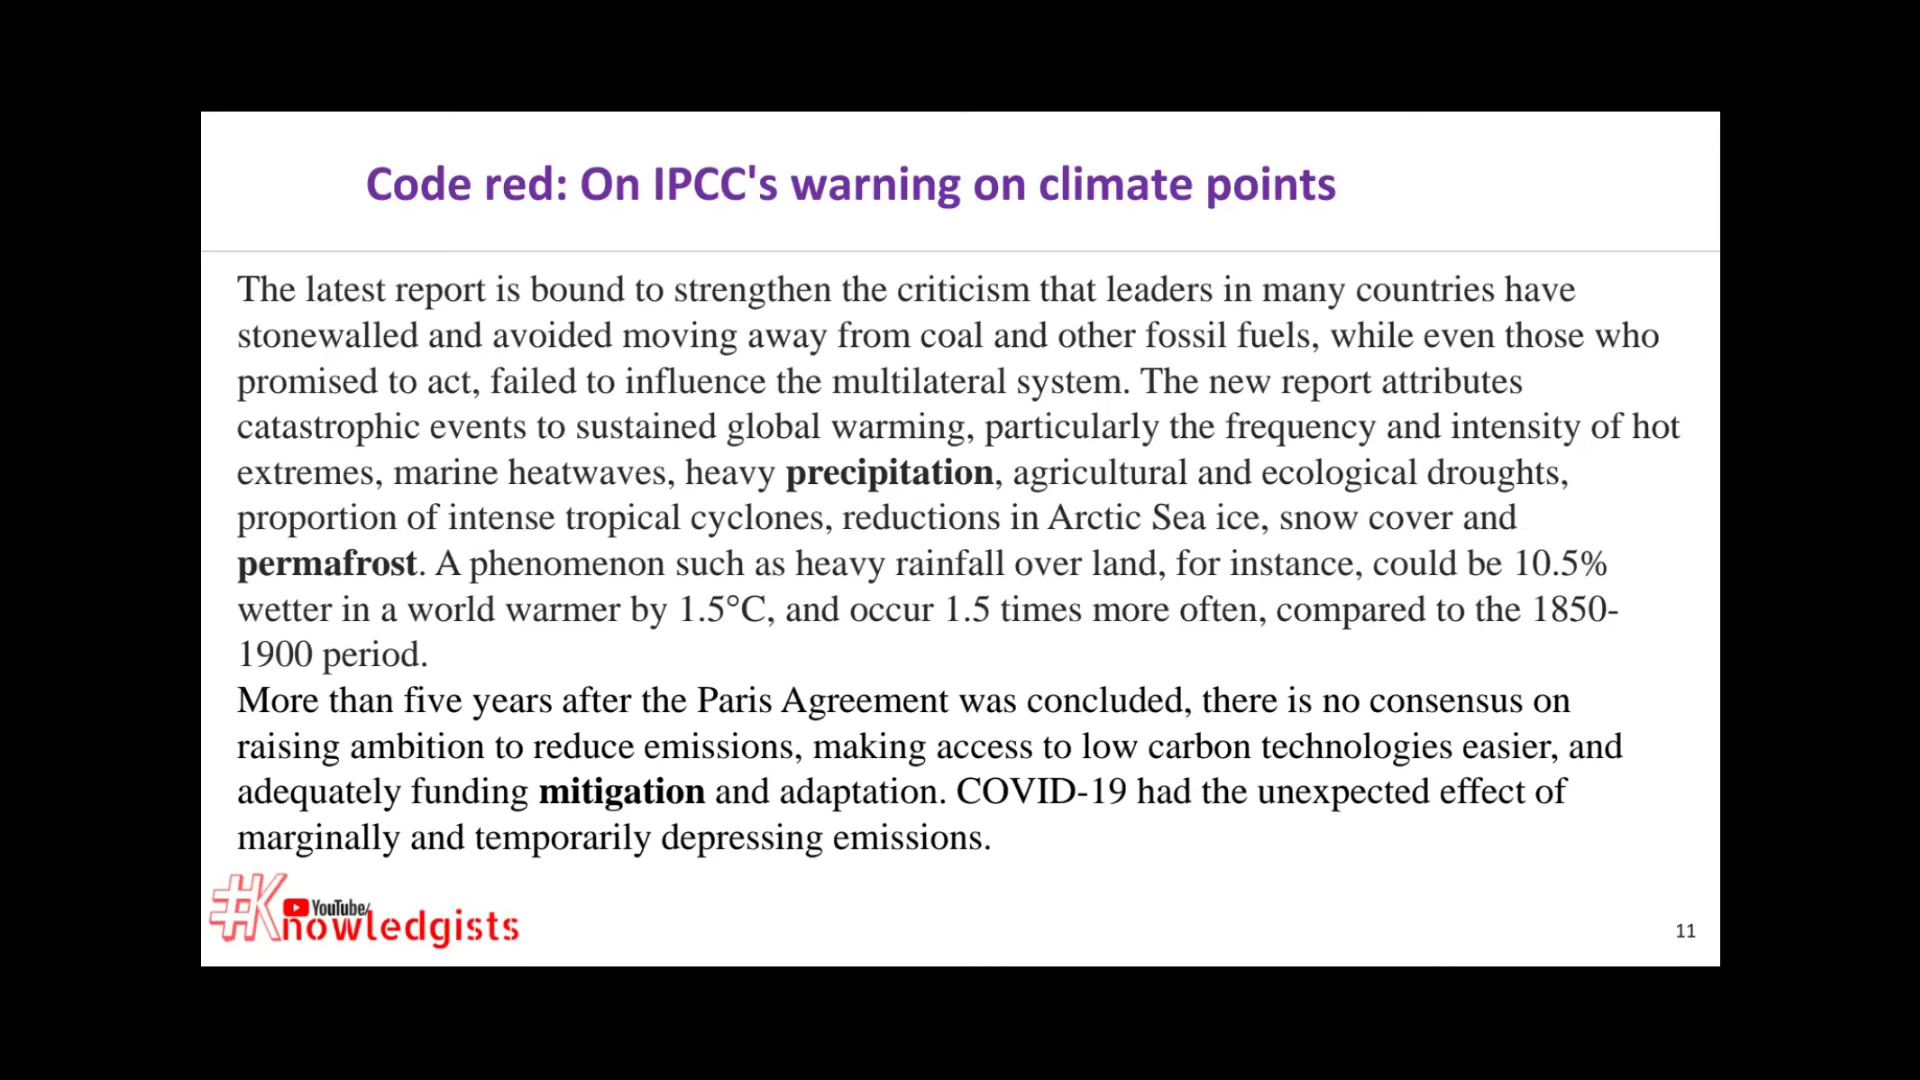 Code red: On IPCC's warning on climate points
The latest report is bound to strengthen the criticism that leaders in many countries have
stonewalled and avoided moving away from coal and other fossil fuels, while even those who
promised to act, failed to influence the multilateral system. The new report attributes
catastrophic events to sustained global warming, particularly the frequency and intensity of hot
extremes, marine heatwaves, heavy precipitation, agricultural and ecological droughts,
proportion of intense tropical cyclones, reductions in Arctic Sea ice, snow cover and
permafrost. A phenomenon such as heavy rainfall over land, for instance, could be 10.5%
wetter in a world warmer by 1.5°C, and occur 1.5 times more often, compared to the 1850-
1900 period.
More than five years after the Paris Agreement was concluded, there is no consensus on
raising ambition to reduce emissions, making access to low carbon technologies easier, and
adequately funding mitigation and adaptation. COVID-19 had the unexpected effect of
marginally and temporarily depressing emissions.
YouTube/
#Knowledgists
11